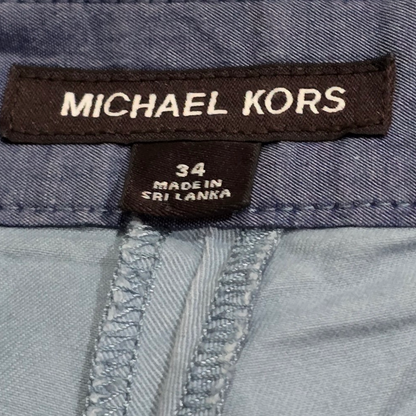 MICHAEL KORS
34
MADE IN
SRI LANKA